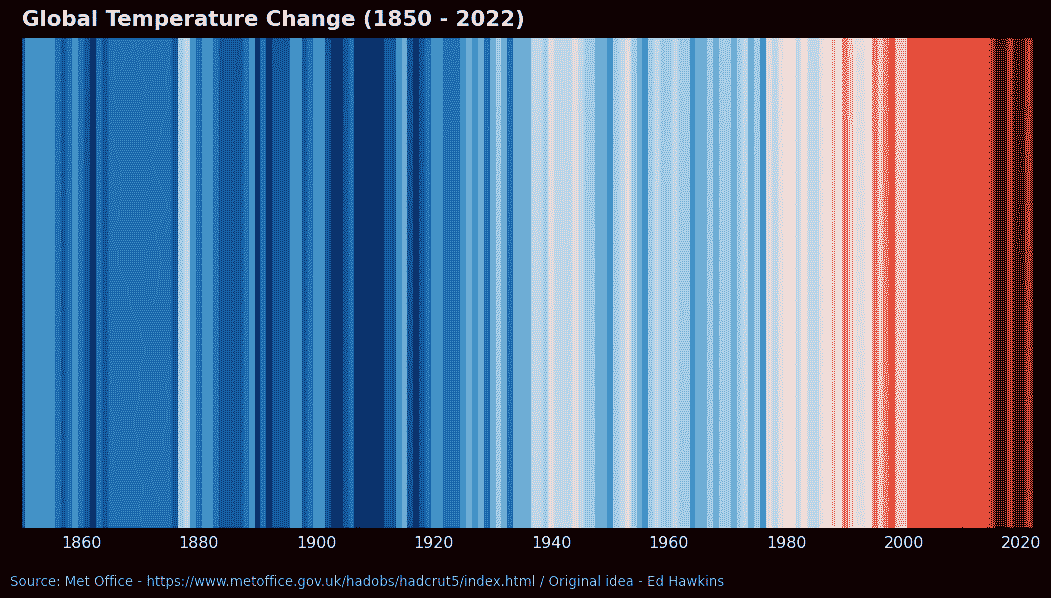 Global Temperature Change (1850 - 2022)
1860 1880 1900 1920 1940 1960 1980 2000 2020
Source: Met Office - https://www.metoffice.gov.uk/hadobs/hadcrut5/index.html / Original idea - Ed Hawkins